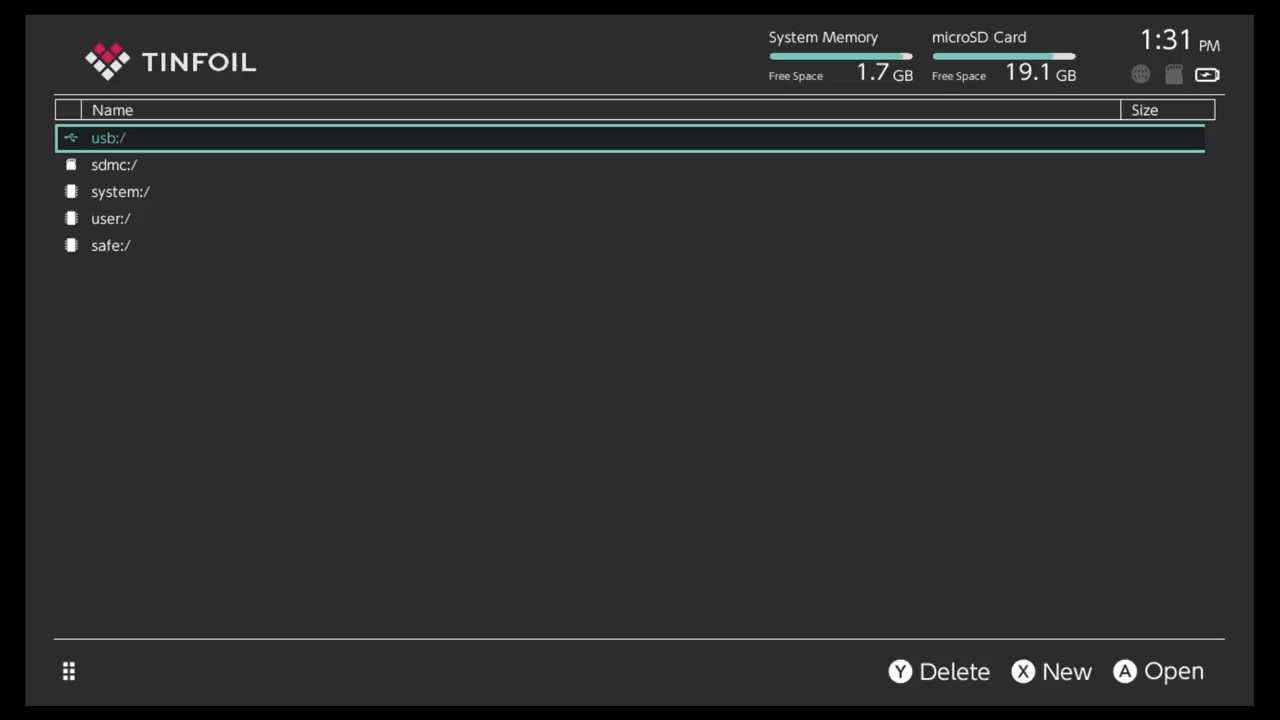 TINFOIL
System Memory
Free Space 1.7 GB
microSD Card
Free Space 19.1 GB
1:31 PM
Name Size
usb:/
sdmc:/
system:/
user:/
safe:/
Y Delete X New A Open